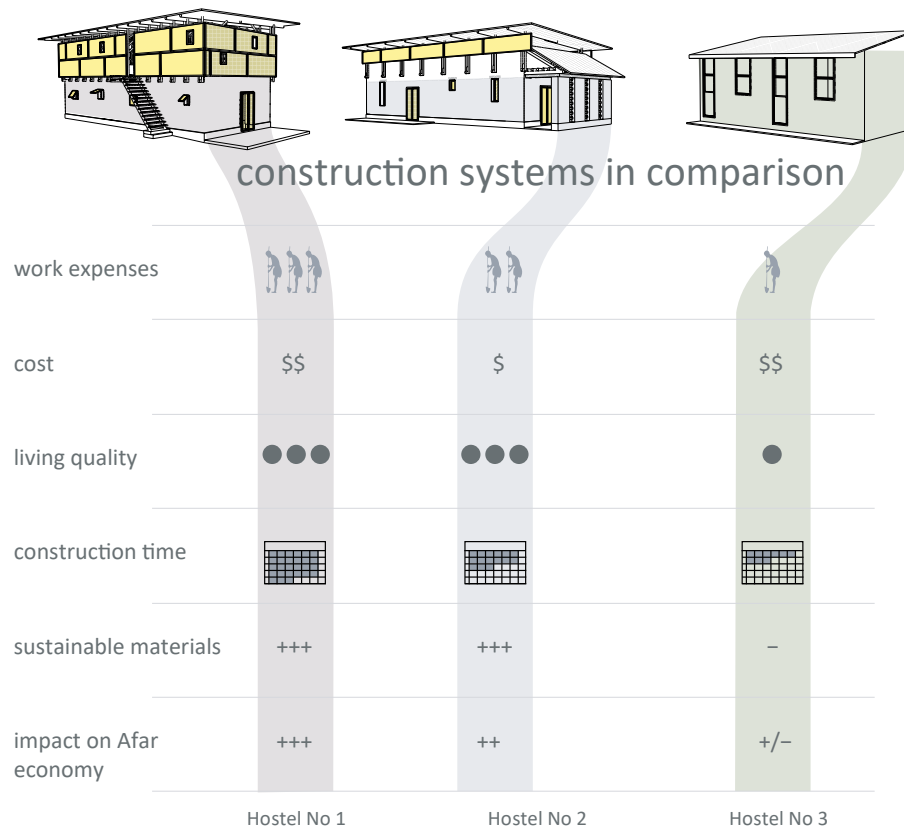 construction systems in comparison
work expenses
cost
$$
$
$$
living quality
construction time
sustainable materials
+++
+++
−
impact on Afar
economy
+++
++
+/−
Hostel No 1
Hostel No 2
Hostel No 3